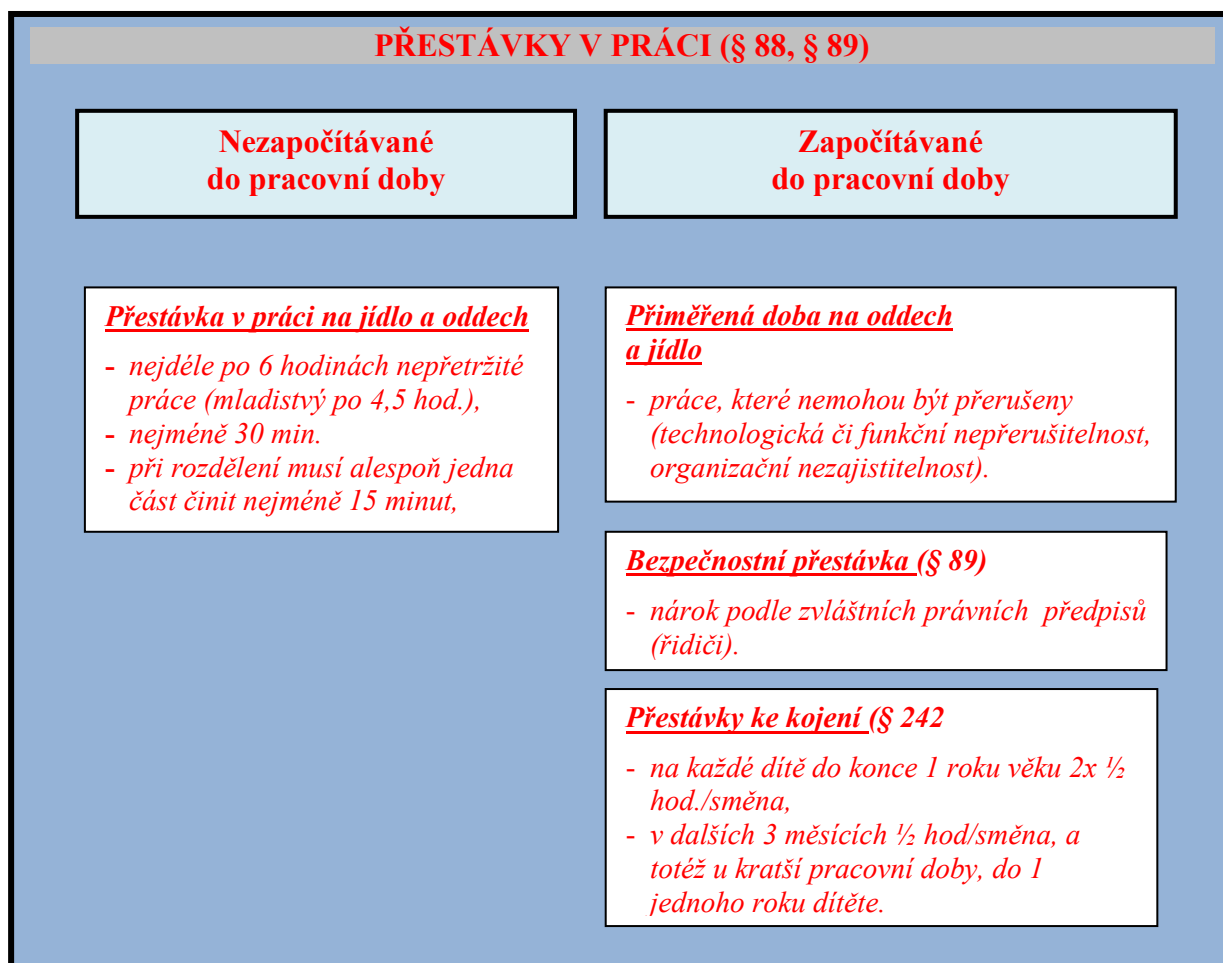 PŘESTÁVKY V PRÁCI (§ 88, § 89)
Nezapočítávané
do pracovní doby
Započítávané
do pracovní doby
Přestávka v práci na jídlo a oddech
- nejdéle po 6 hodinách nepřetržité
práce (mladistvý po 4,5 hod.),
- nejméně 30 min.
- při rozdělení musí alespoň jedna
část činit nejméně 15 minut,
Přiměřená doba na oddech
a jídlo
- práce, které nemohou být přerušeny
(technologická či funkční nepřerušitelnost,
organizační nezajistitelnost).
Bezpečnostní přestávka (§ 89)
- nárok podle zvláštních právních předpisů
(řidiči).
Přestávky ke kojení (§ 242
- na každé dítě do konce 1 roku věku 2x ½
hod./směna,
- v dalších 3 měsících ½ hod/směna, a
totéž u kratší pracovní doby, do 1
jednoho roku dítěte.